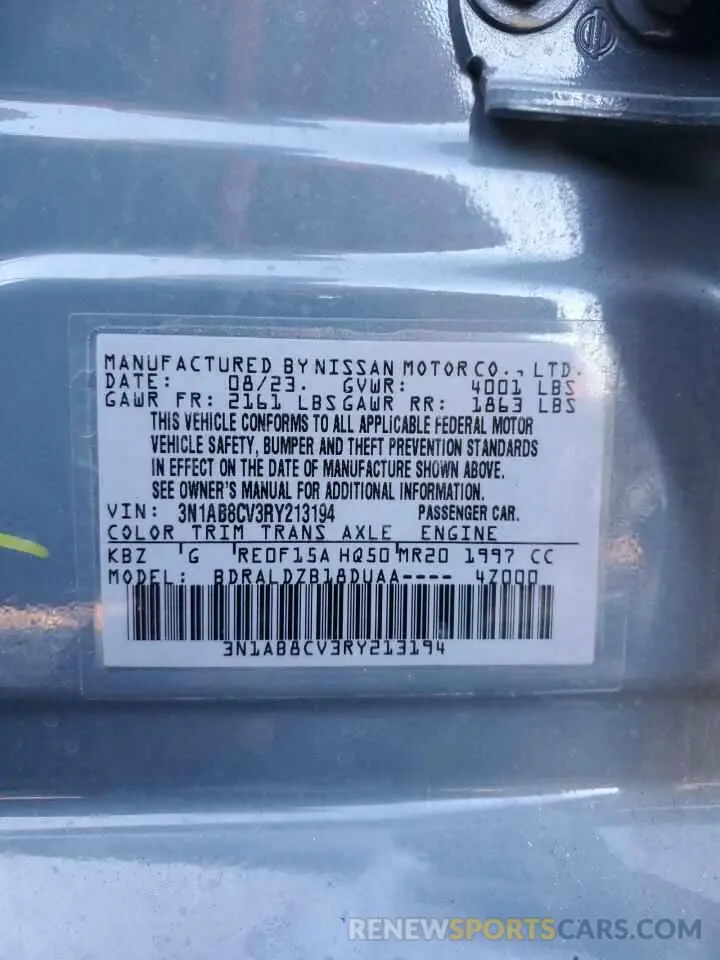 MANUFACTURED BY NISSAN MOTOR CO., LTD.
DATE: 08/23. GVWR: 4001 LBS
GAWR FR: 2161 LBS GAWR RR: 1863 LBS
THIS VEHICLE CONFORMS TO ALL APPLICABLE FEDERAL MOTOR
VEHICLE SAFETY, BUMPER AND THEFT PREVENTION STANDARDS
IN EFFECT ON THE DATE OF MANUFACTURE SHOWN ABOVE.
SEE OWNER'S MANUAL FOR ADDITIONAL INFORMATION.
VIN: 3N1AB8CV3RY213194 PASSENGER CAR.
COLOR TRIM TRANS AXLE ENGINE
KBZ G RE0F15A HQ50 MR20 1997 CC
MODEL: BDRALDZB18DUAA---- 4Z000
3N1AB8CV3RY213194
RENEWSPORTSCARS.COM